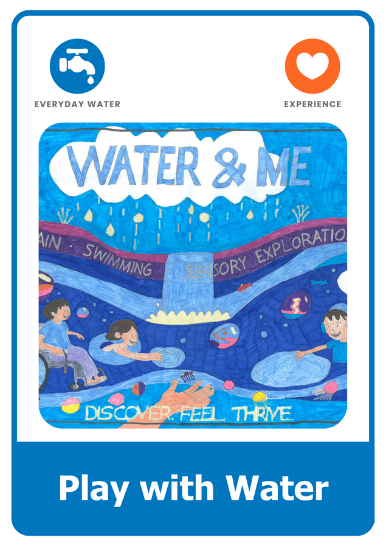 EVERYDAY WATER
EXPERIENCE
WATER & ME
AIN · SWIMMING SENSORY EXPLORATIO
DISCOVER. FEEL. THRIVE
Play with Water